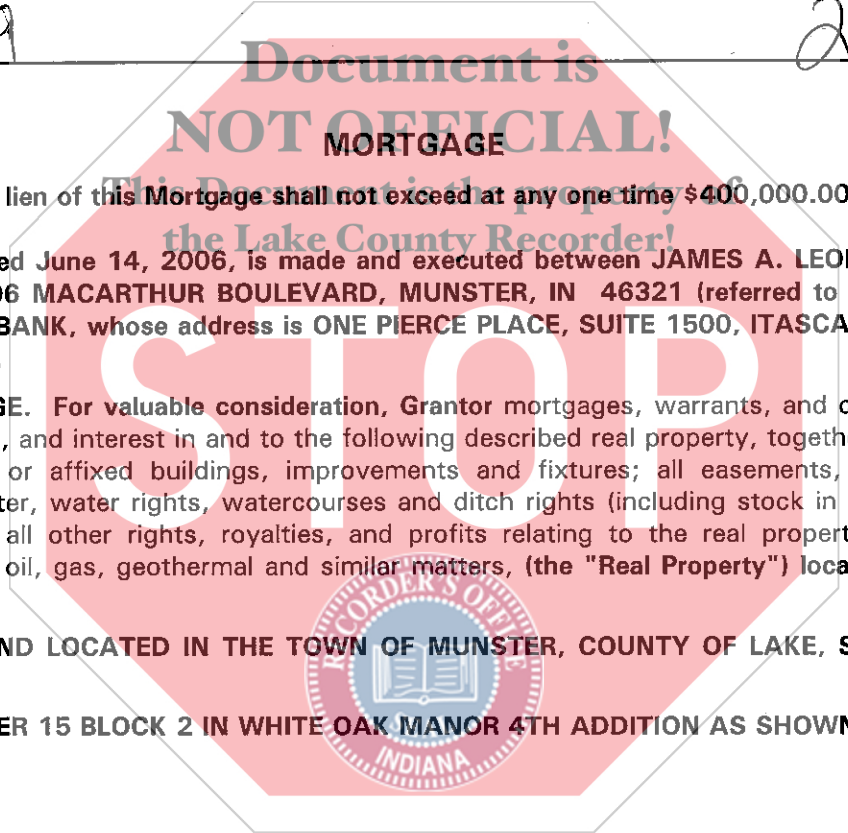 Document is
NOT OFFICIAL!
MORTGAGE
This Document is the property of
lien of this Mortgage shall not exceed at any one time $400,000.00
the Lake County Recorder!
ed June 14, 2006, is made and executed between JAMES A. LEO
06 MACARTHUR BOULEVARD, MUNSTER, IN 46321 (referred to
BANK, whose address is ONE PIERCE PLACE, SUITE 1500, ITASCA
STOP
GE. For valuable consideration, Grantor mortgages, warrants, and
, and interest in and to the following described real property, togeth
or affixed buildings, improvements and fixtures; all easements,
ter, water rights, watercourses and ditch rights (including stock in
all other rights, royalties, and profits relating to the real propert
oil, gas, geothermal and similar matters, (the "Real Property") loca
RECORDER'S OFFICE
ND LOCATED IN THE TOWN OF MUNSTER, COUNTY OF LAKE, S
ER 15 BLOCK 2 IN WHITE OAK MANOR 4TH ADDITION AS SHOWN
INDIANA